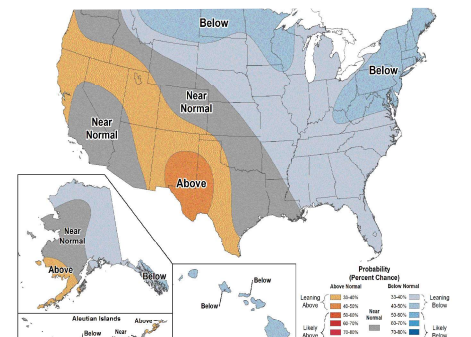 Below
Below
Near
Normal
Near
Normal
Above
Near
Normal
Above
Below
Aleutian Islands
Above
Below
Near
Below
Below
Probability
(Percent Chance)
Above Normal
Below Normal
Leaning
Above
33-40%
40-50%
50-60%
60-70%
70-80%
Near
Normal
33-40%
40-50%
50-60%
60-70%
70-80%
Leaning
Below
Likely
Above
Likely
Below